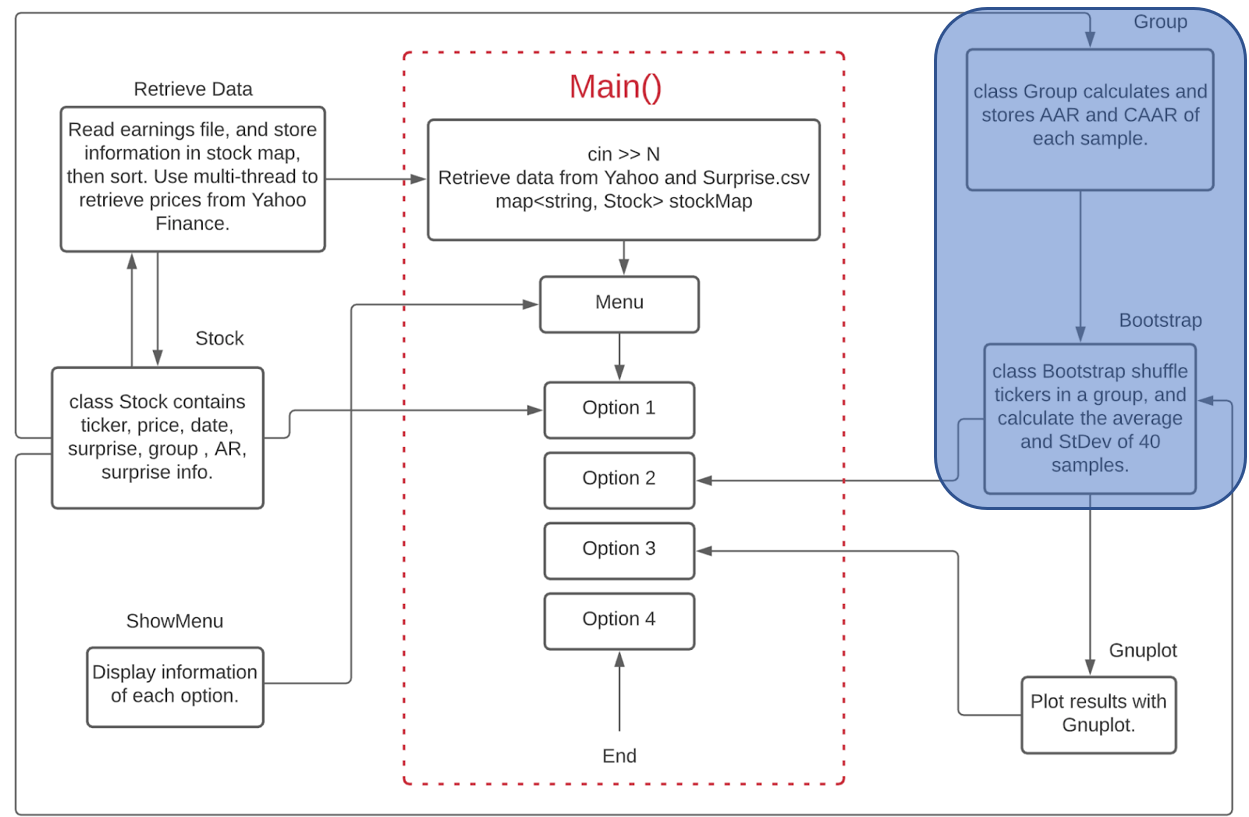 Group
class Group calculates and
stores AAR and CAAR of
each sample.
Retrieve Data
Read earnings file, and store
information in stock map,
then sort. Use multi-thread to
retrieve prices from Yahoo
Finance.
Main()
cin >> N
Retrieve data from Yahoo and Surprise.csv
map<string, Stock> stockMap
Menu
Stock
class Stock contains
ticker, price, date,
surprise, group , AR,
surprise info.
Bootstrap
class Bootstrap shuffle
tickers in a group, and
calculate the average
and StDev of 40
samples.
Option 1
Option 2
Option 3
Option 4
End
ShowMenu
Display information
of each option.
Gnuplot
Plot results with
Gnuplot.